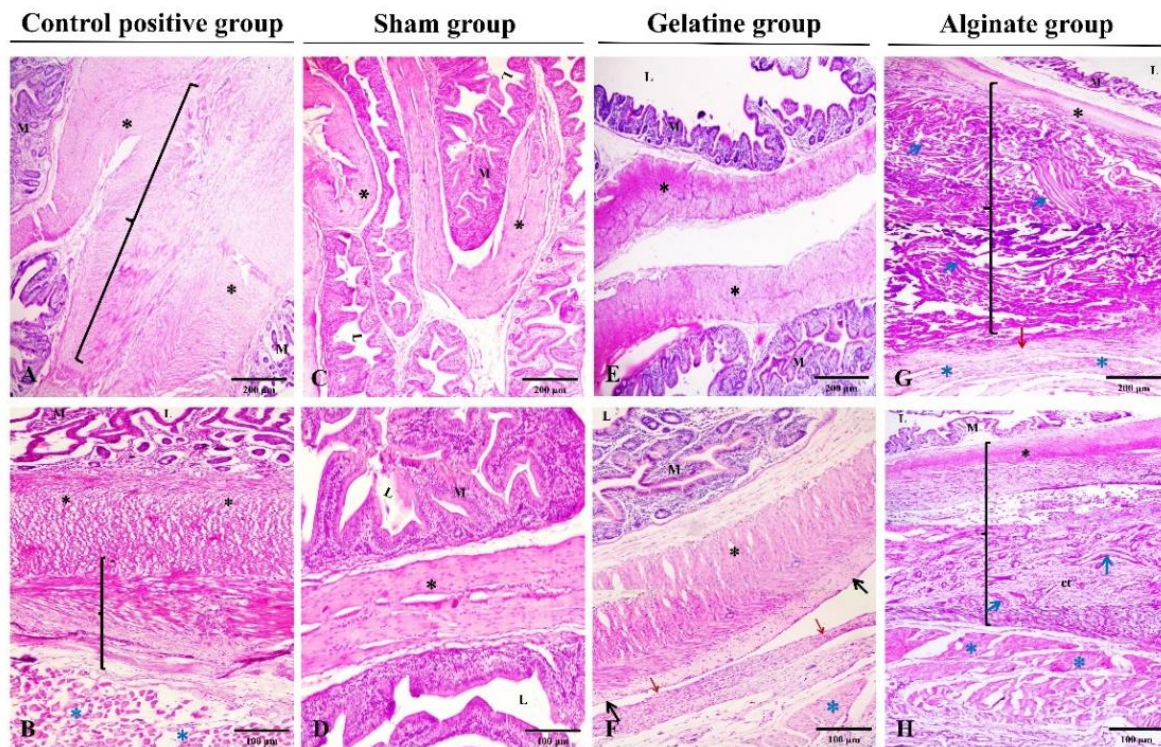 Control positive group
Sham group
Gelatine group
Alginate group
M
*
*
M
A
200 µm
L
M
*
*
L
C
200 µm
L
M
*
*
M
E
200 µm
M
L
*
*
*
G
200 µm
M
L
*
*
*
*
B
100 µm
L
M
*
L
D
100 µm
L
M
*
*
F
100 µm
L
M
*
ct
*
*
H
100 µm